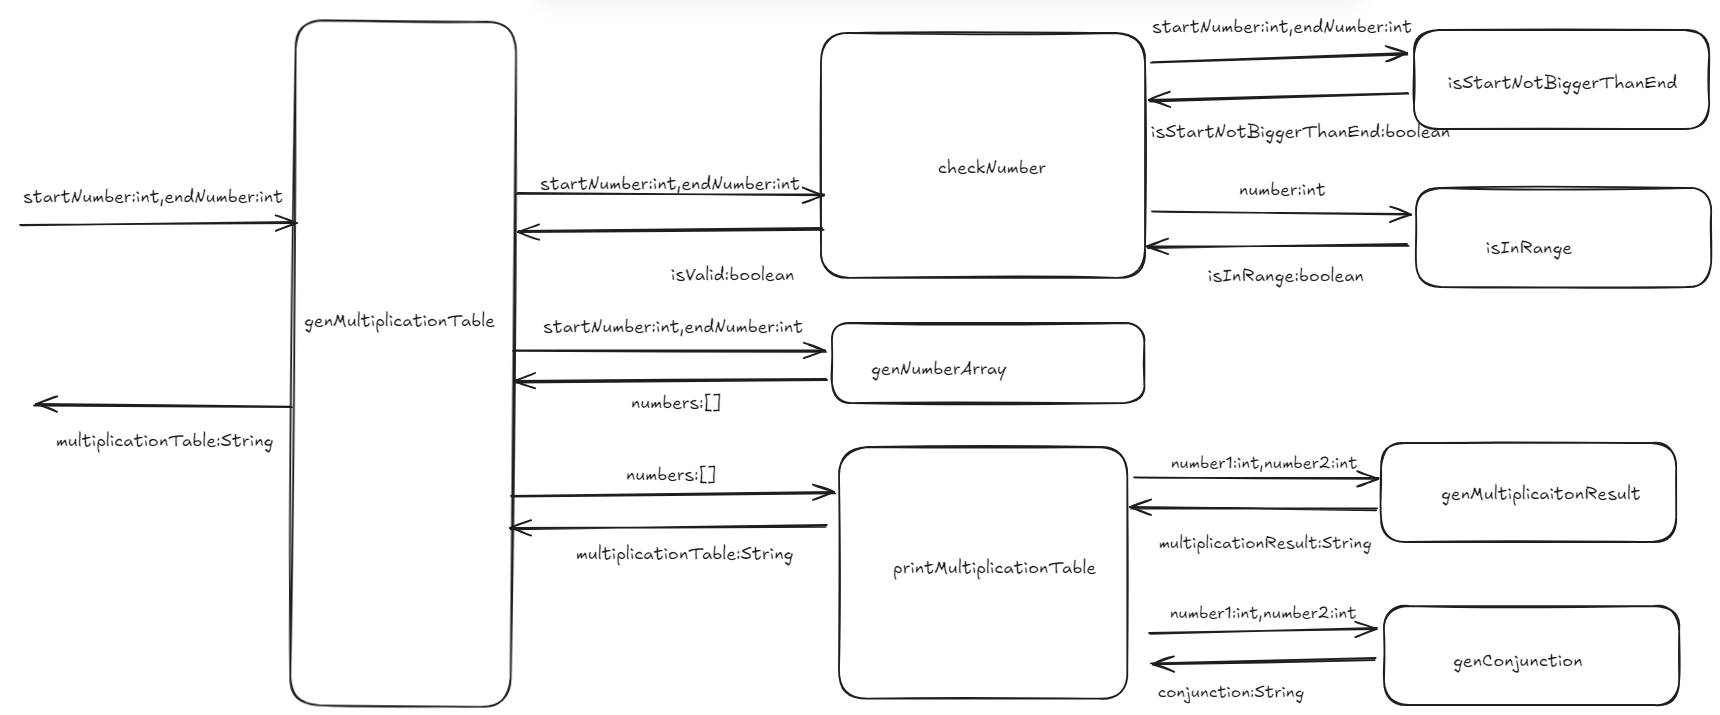 startNumber:int,endNumber:int
multiplicationTable:String
genMultiplicationTable
startNumber:int,endNumber:int
isValid:boolean
startNumber:int,endNumber:int
numbers:[]
numbers:[]
multiplicationTable:String
checkNumber
genNumberArray
printMultiplicationTable
startNumber:int,endNumber:int
isStartNotBiggerThanEnd:boolean
number:int
isInRange:boolean
number1:int,number2:int
multiplicationResult:String
number1:int,number2:int
conjunction:String
isStartNotBiggerThanEnd
isInRange
genMultiplicaitonResult
genConjunction